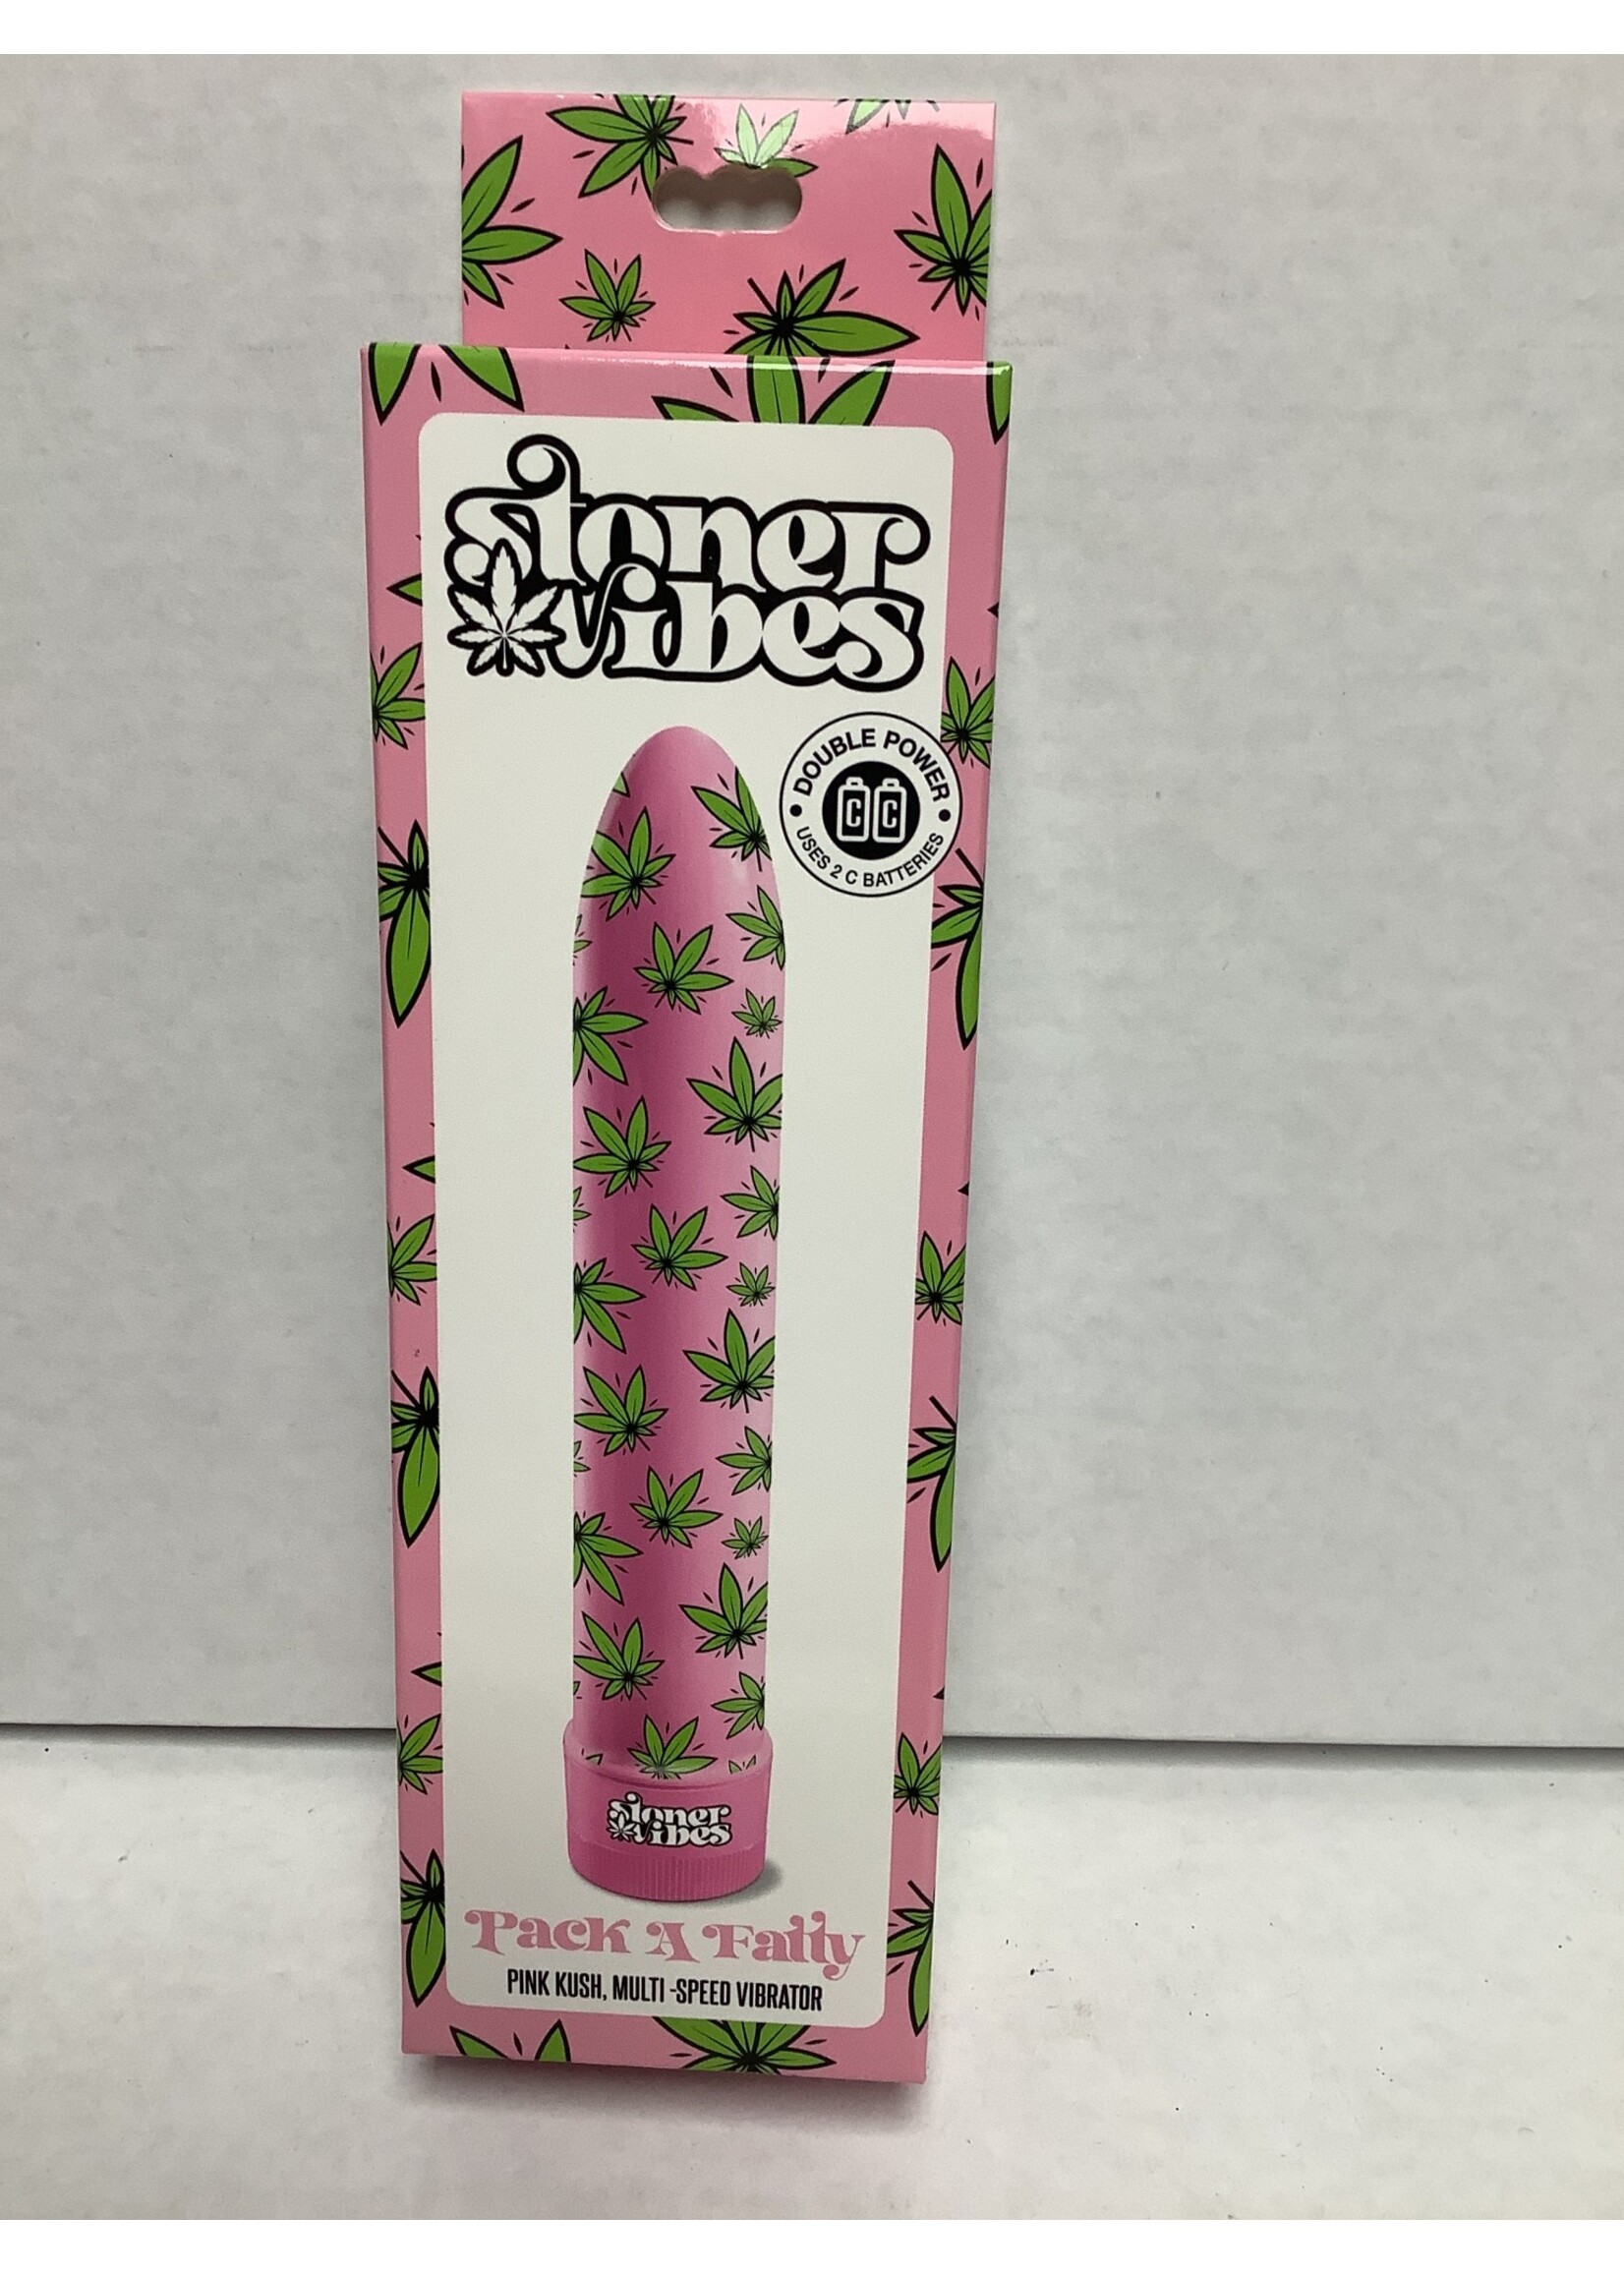 stoner
vibes
DOUBLE POWER
C C
USES 2 C BATTERIES
stoner
vibes
Pack A Fatty
PINK KUSH, MULTI-SPEED VIBRATOR